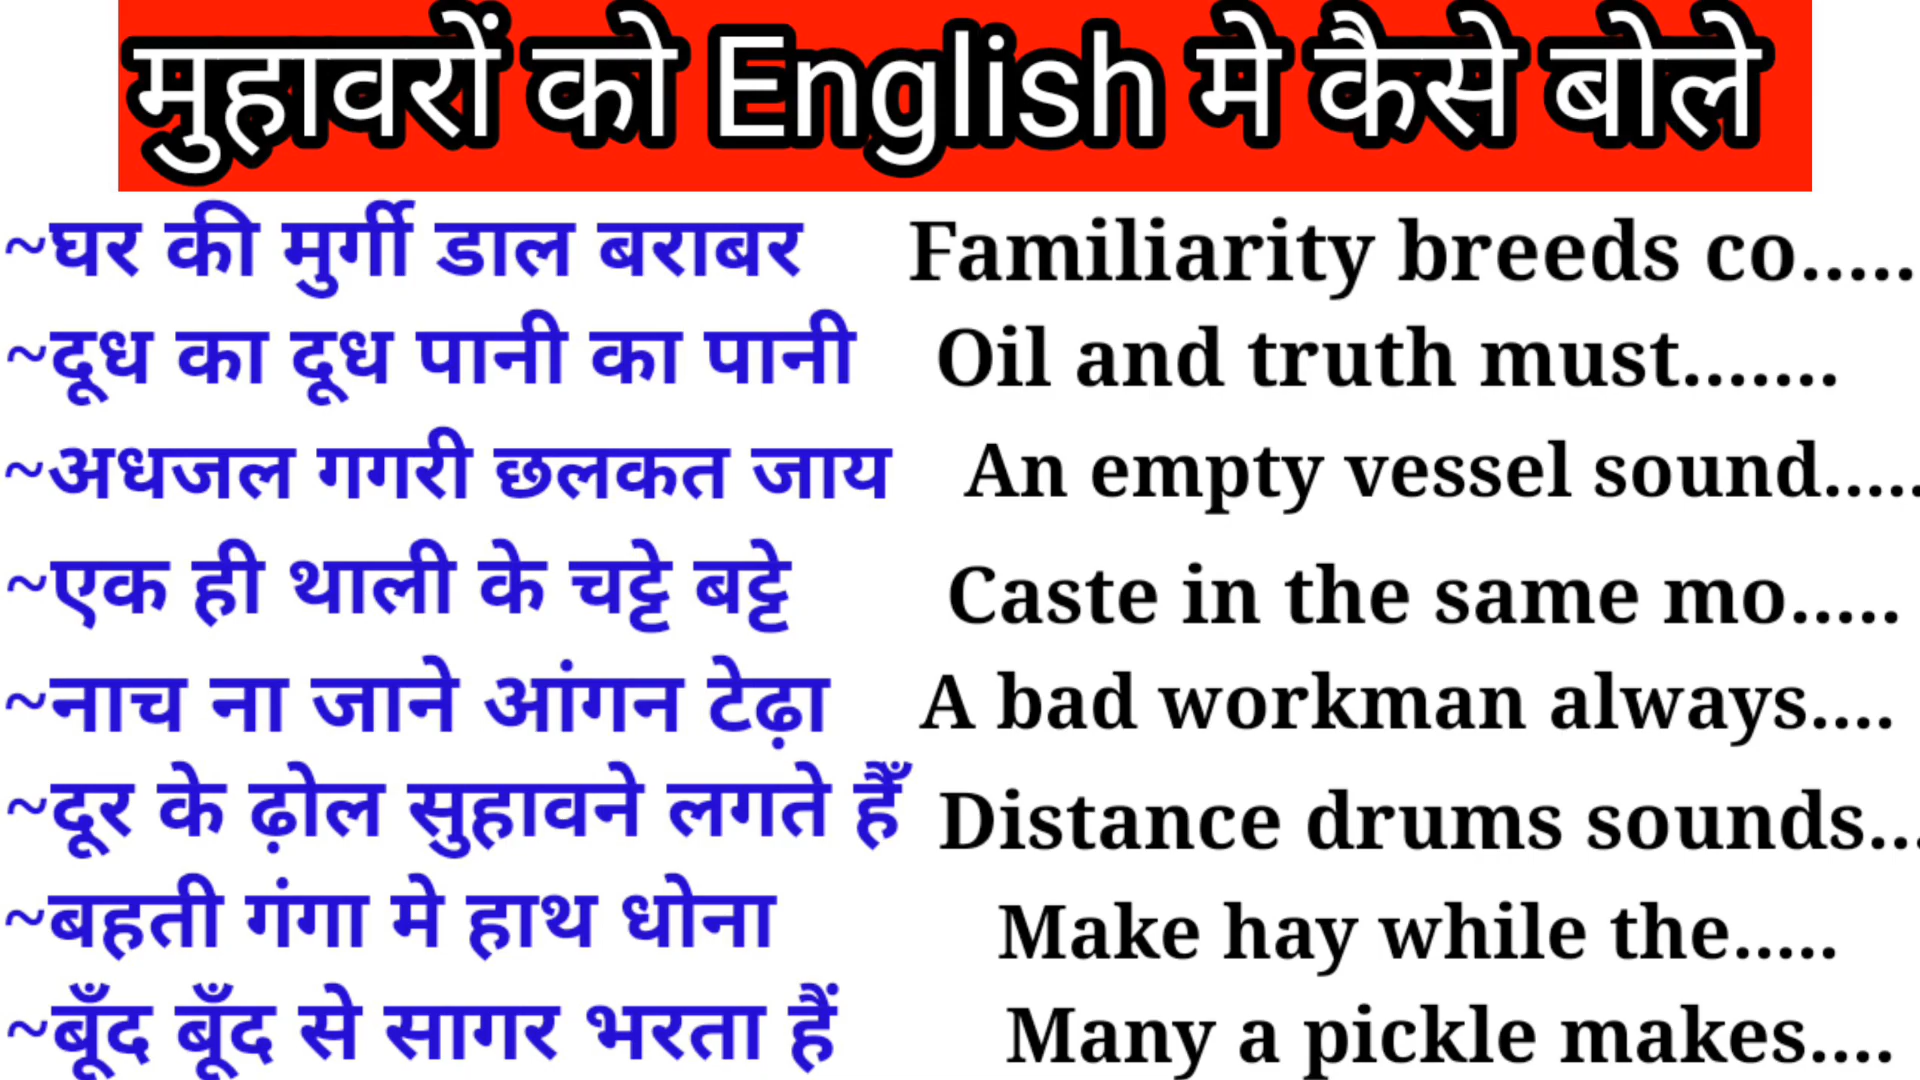 मुहावरों को English मे कैसे बोले
~घर की मुर्गी डाल बराबर Familiarity breeds co.....
~दूध का दूध पानी का पानी Oil and truth must.......
~अधजल गगरी छलकत जाय An empty vessel sound.....
~एक ही थाली के चट्टे बट्टे Caste in the same mo.....
~नाच ना जाने आंगन टेढ़ा A bad workman always....
~दूर के ढ़ोल सुहावने लगते हैँ Distance drums sounds...
~बहती गंगा मे हाथ धोना Make hay while the.....
~बूँद बूँद से सागर भरता हैं Many a pickle makes....